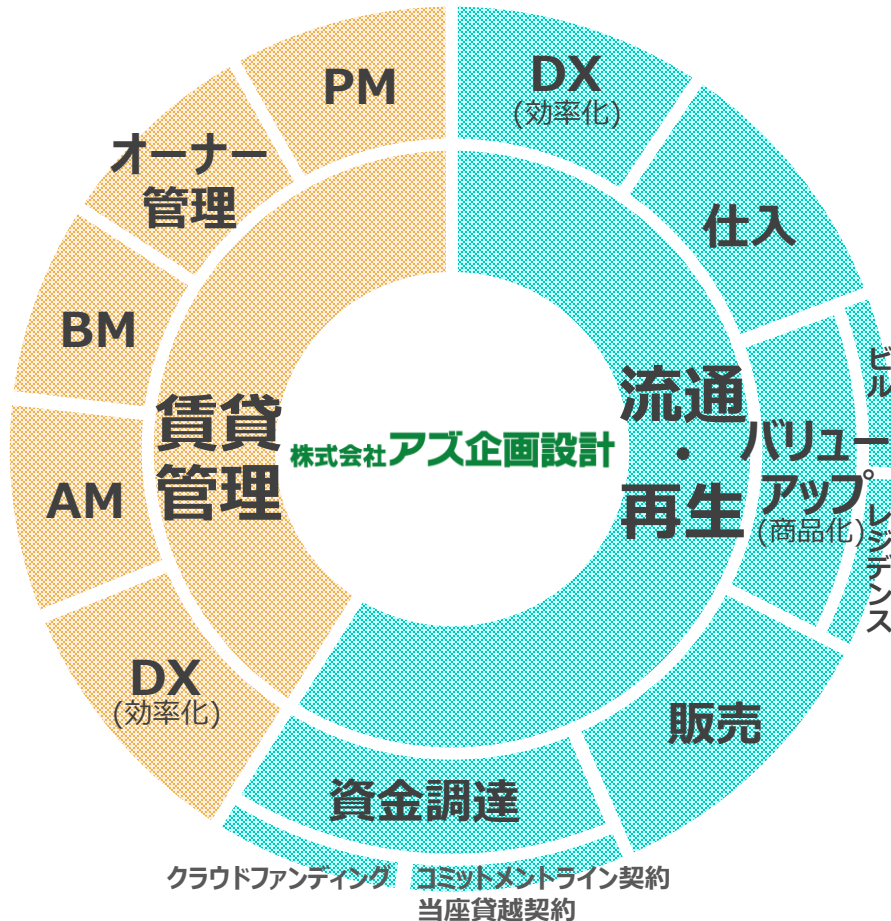 PM
DX
(効率化)
オーナー
管理
仕入
BM
ビル
賃貸
管理
株式会社アズ企画設計
流通
・
再生
バリュー
アップ
(商品化)
AM
レジデンス
DX
(効率化)
販売
資金調達
クラウドファンディング
コミットメントライン契約
当座貸越契約